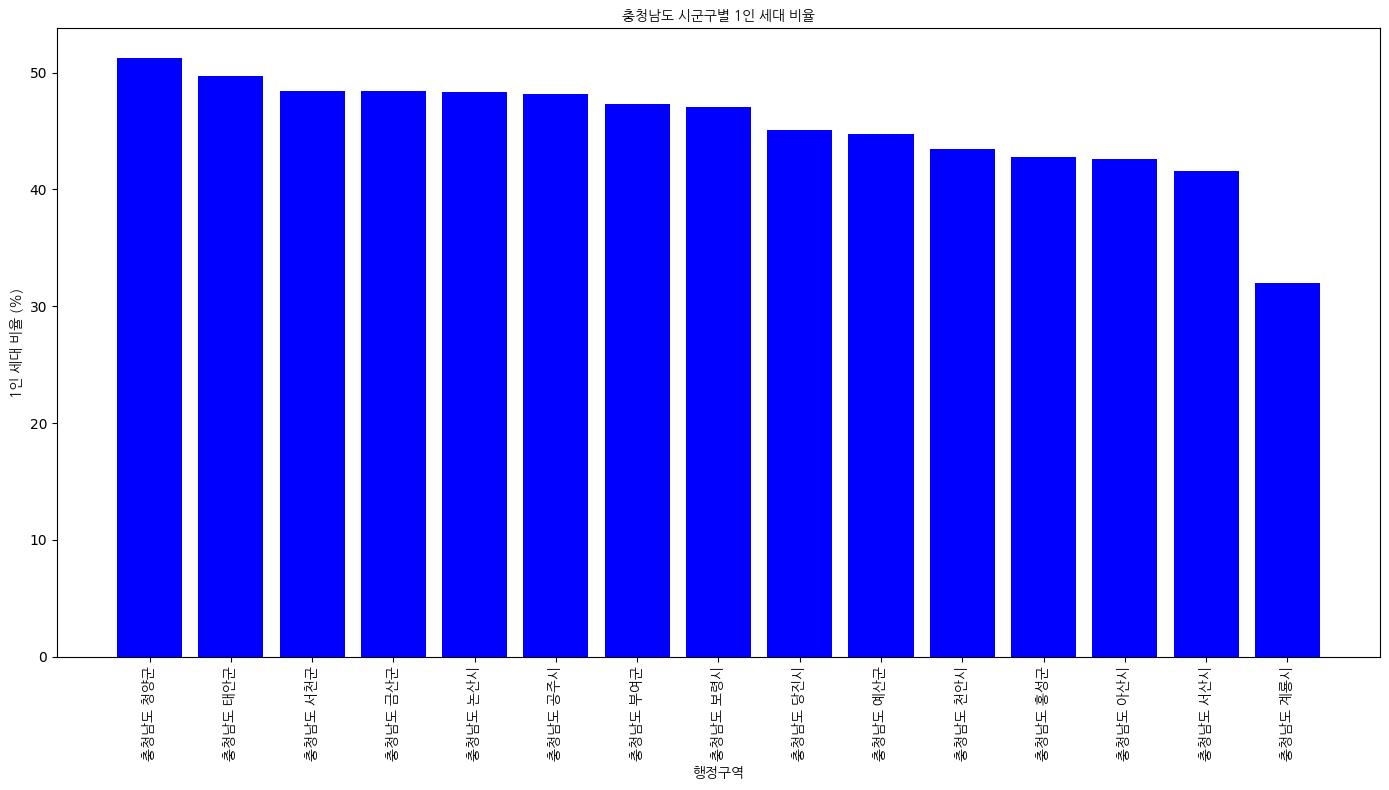 충청남도 시군구별 1인 세대 비율
1인 세대 비율 (%)
50
40
30
20
10
0
충청남도 청양군
충청남도 태안군
충청남도 서천군
충청남도 금산군
충청남도 논산시
충청남도 공주시
충청남도 부여군
충청남도 보령시
충청남도 당진시
충청남도 예산군
충청남도 천안시
충청남도 홍성군
충청남도 아산시
충청남도 서산시
충청남도 계룡시
행정구역